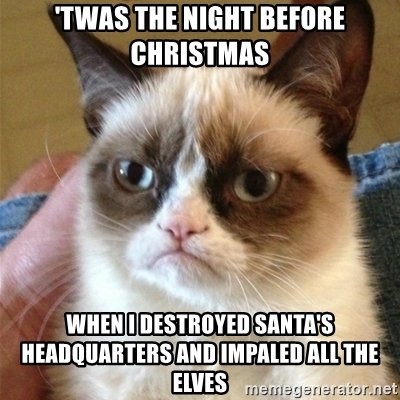 'TWAS THE NIGHT BEFORE
CHRISTMAS
WHEN I DESTROYED SANTA'S
HEADQUARTERS AND IMPALED ALL THE
ELVES
memegenerator.net